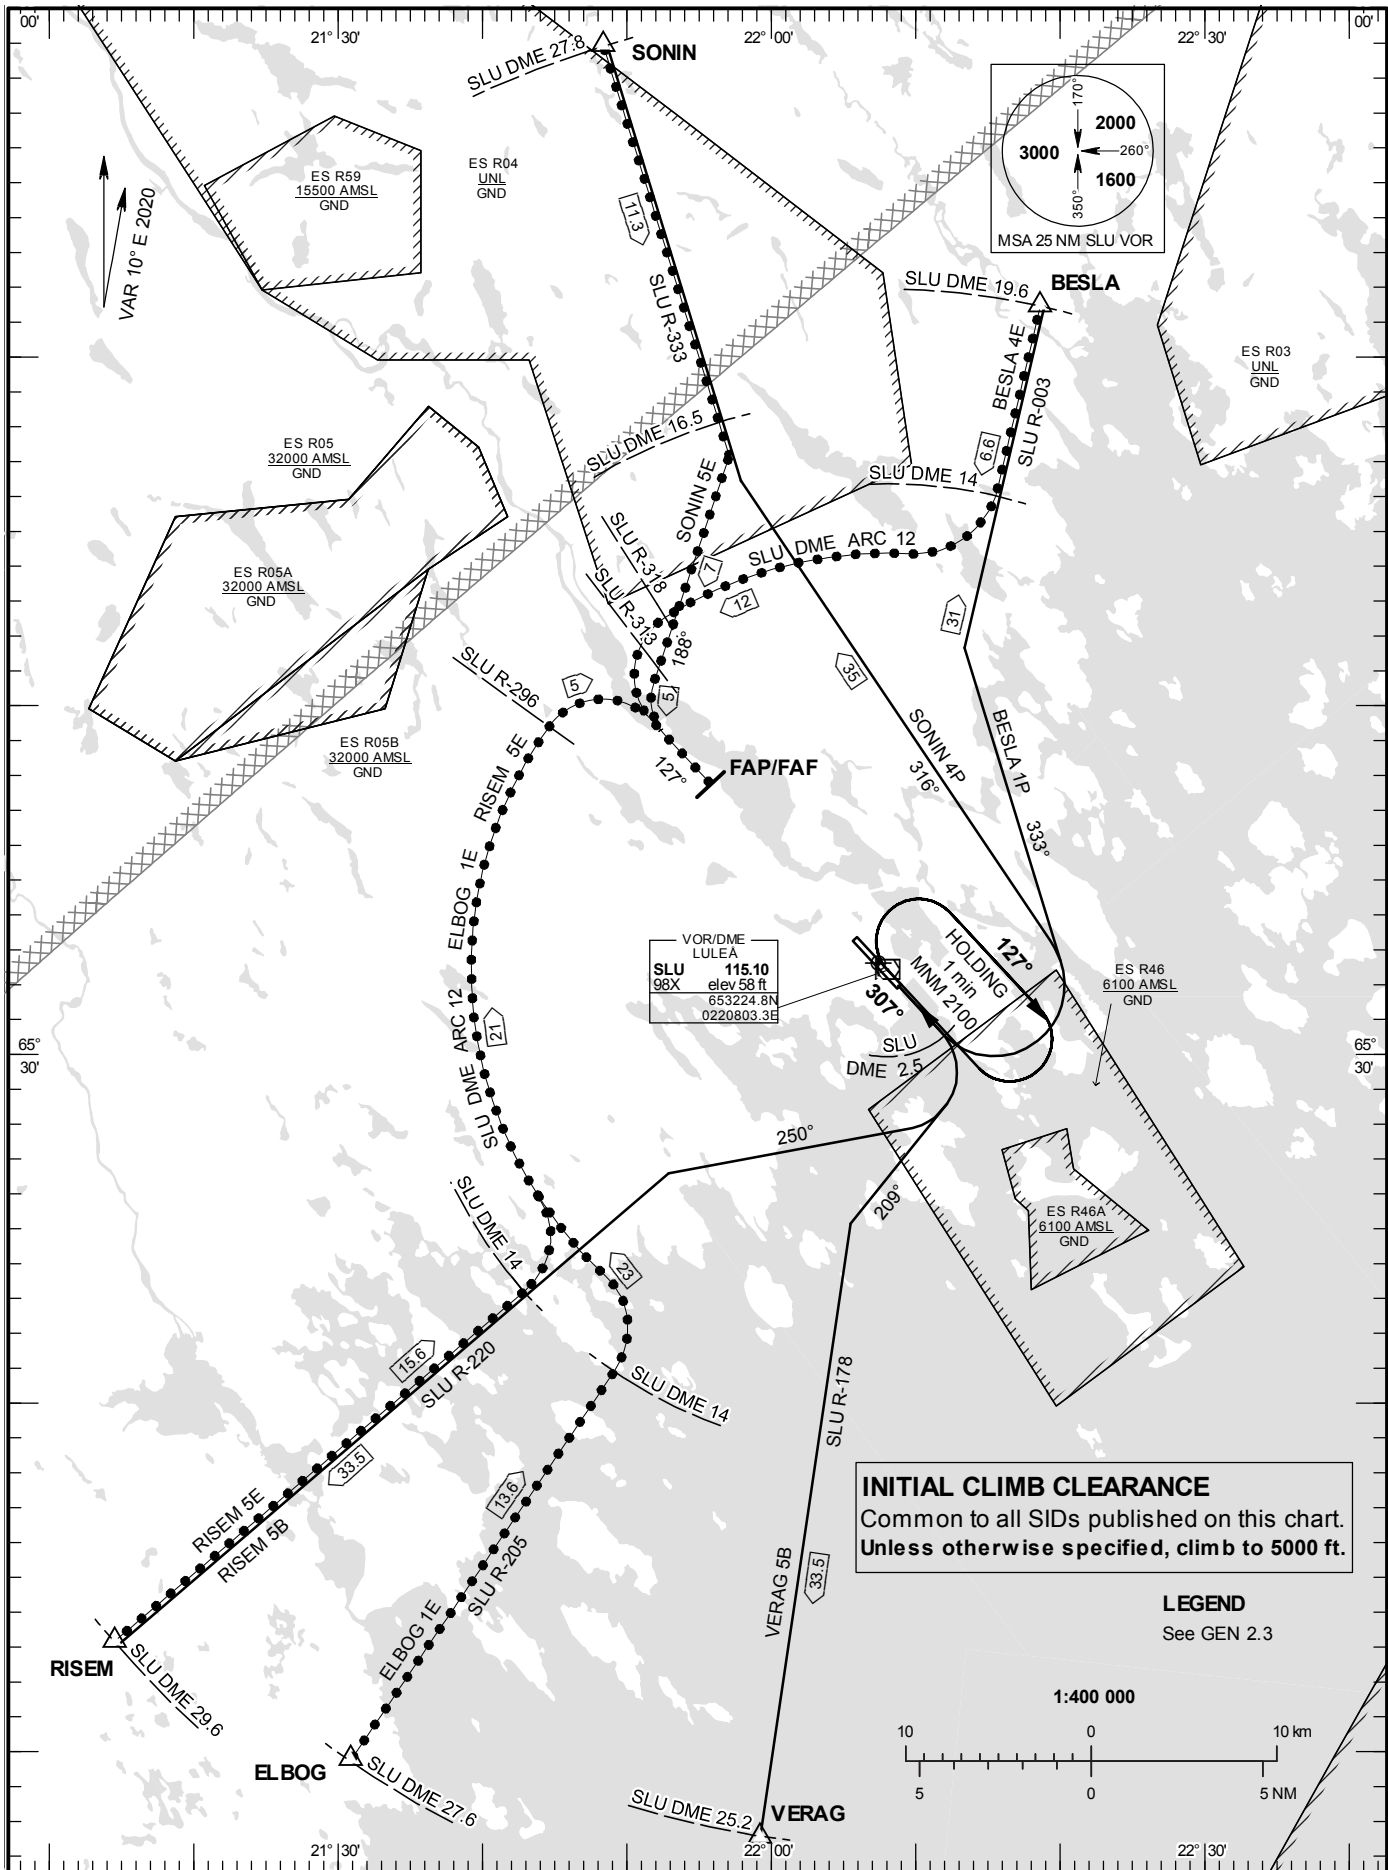 00'
21° 30'
22° 00'
22° 30'
00'
SLU DME 27.8
SONIN
170°
2000
3000
260°
1600
350°
MSA 25 NM SLU VOR
ES R59
15500 AMSL
GND
ES R04
UNL
GND
VAR 10° E 2020
11.3
SLU R-333
SLU DME 19.6
BESLA
BESLA 4E
SLU R-003
6.6
ES R03
UNL
GND
SLU DME 16.5
ES R05
32000 AMSL
GND
SLU DME 14
SONIN 5E
SLU DME ARC 12
SLU R-318
7
12
SLU R-313
188°
ES R05A
32000 AMSL
GND
31
35
SLU R-296
5
5
SONIN 4P
316°
BESLA 1P
333°
ES R05B
32000 AMSL
GND
127°
FAP/FAF
RISEM 5E
ELBOG 1E
SLU DME ARC 12
21
VOR/DME
LULEÅ
SLU 115.10
98X elev 58 ft
653224.8N
0220803.3E
HOLDING
1 min
MNM 2100
127°
307°
ES R46
6100 AMSL
GND
65°
30'
65°
30'
SLU
DME 2.5
250°
209°
ES R46A
6100 AMSL
GND
SLU DME 14
23
15.6
SLU R-220
SLU DME 14
33.5
SLU R-178
13.6
SLU R-205
RISEM 5E
RISEM 5B
INITIAL CLIMB CLEARANCE
Common to all SIDs published on this chart.
Unless otherwise specified, climb to 5000 ft.
VERAG 5B
33.5
ELBOG 1E
LEGEND
See GEN 2.3
RISEM
SLU DME 29.6
1:400 000
10 0 10 km
5 0 5 NM
ELBOG
SLU DME 27.6
SLU DME 25.2
VERAG
21° 30'
22° 00'
22° 30'